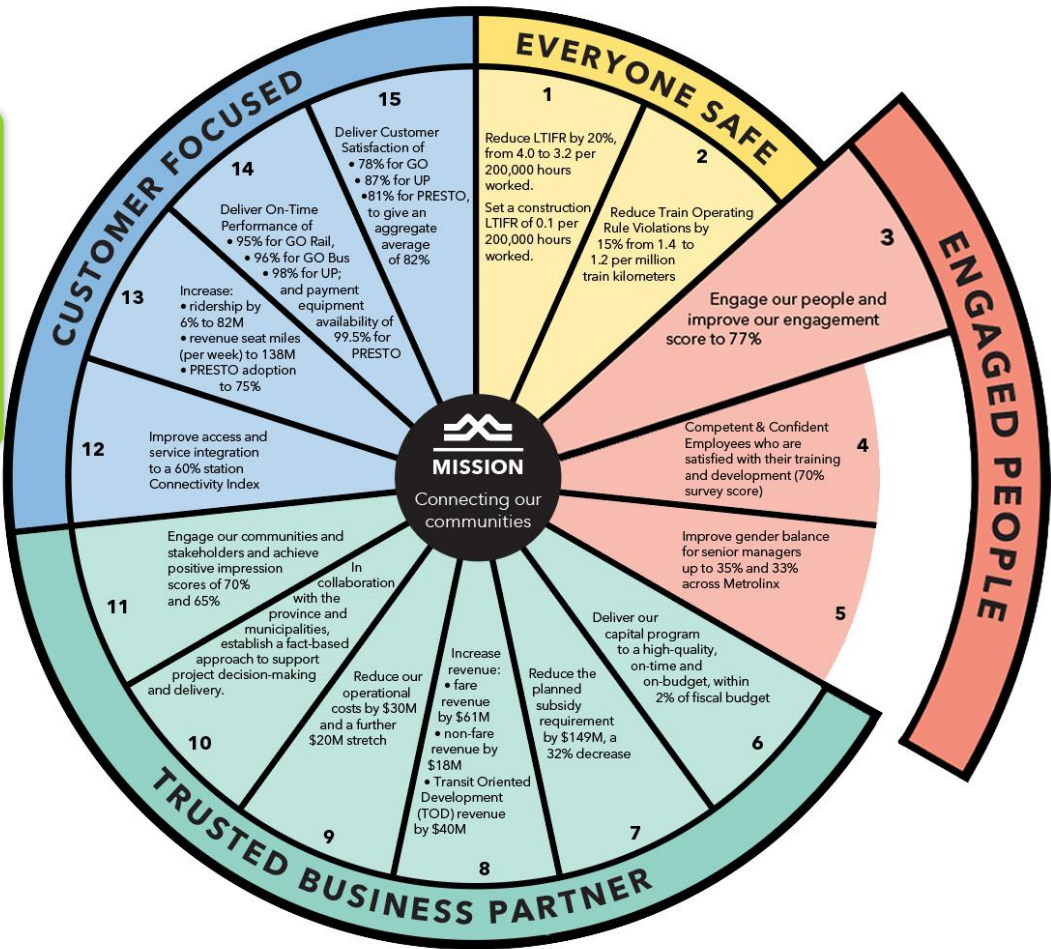 EVERYONE SAFE
1
Reduce LTIFR by 20%,
from 4.0 to 3.2 per
200,000 hours
worked.
Set a construction
LTIFR of 0.1 per
200,000 hours
worked.
2
Reduce Train Operating
Rule Violations by
15% from 1.4 to
1.2 per million
train kilometers
ENGAGED PEOPLE
3
Engage our people and
improve our engagement
score to 77%
4
Competent & Confident
Employees who are
satisfied with their training
and development (70%
survey score)
5
Improve gender balance
for senior managers
up to 35% and 33%
across Metrolinx
TRUSTED BUSINESS PARTNER
6
Deliver our
capital program
to a high-quality,
on-time and
on-budget, within
2% of fiscal budget
7
Reduce the
planned
subsidy
requirement
by $149M, a
32% decrease
8
Increase
revenue:
• fare
revenue
by $61M
• non-fare
revenue by
$18M
• Transit Oriented
Development
(TOD) revenue
by $40M
9
Reduce our
operational
costs by $30M
and a further
$20M stretch
10
In
collaboration
with the
province and
municipalities,
establish a fact-based
approach to support
project decision-making
and delivery.
11
Engage our communities and
stakeholders and achieve
positive impression
scores of 70%
and 65%
CUSTOMER FOCUSED
12
Improve access and
service integration
to a 60% station
Connectivity Index
13
Increase:
• ridership by
6% to 82M
• revenue seat miles
(per week) to 138M
• PRESTO adoption
to 75%
14
Deliver On-Time
Performance of
• 95% for GO Rail,
• 96% for GO Bus
• 98% for UP;
and payment
equipment
availability of
99.5% for
PRESTO
15
Deliver Customer
Satisfaction of
• 78% for GO
• 87% for UP
•81% for PRESTO,
to give an
aggregate
average
of 82%
MISSION
Connecting our
communities